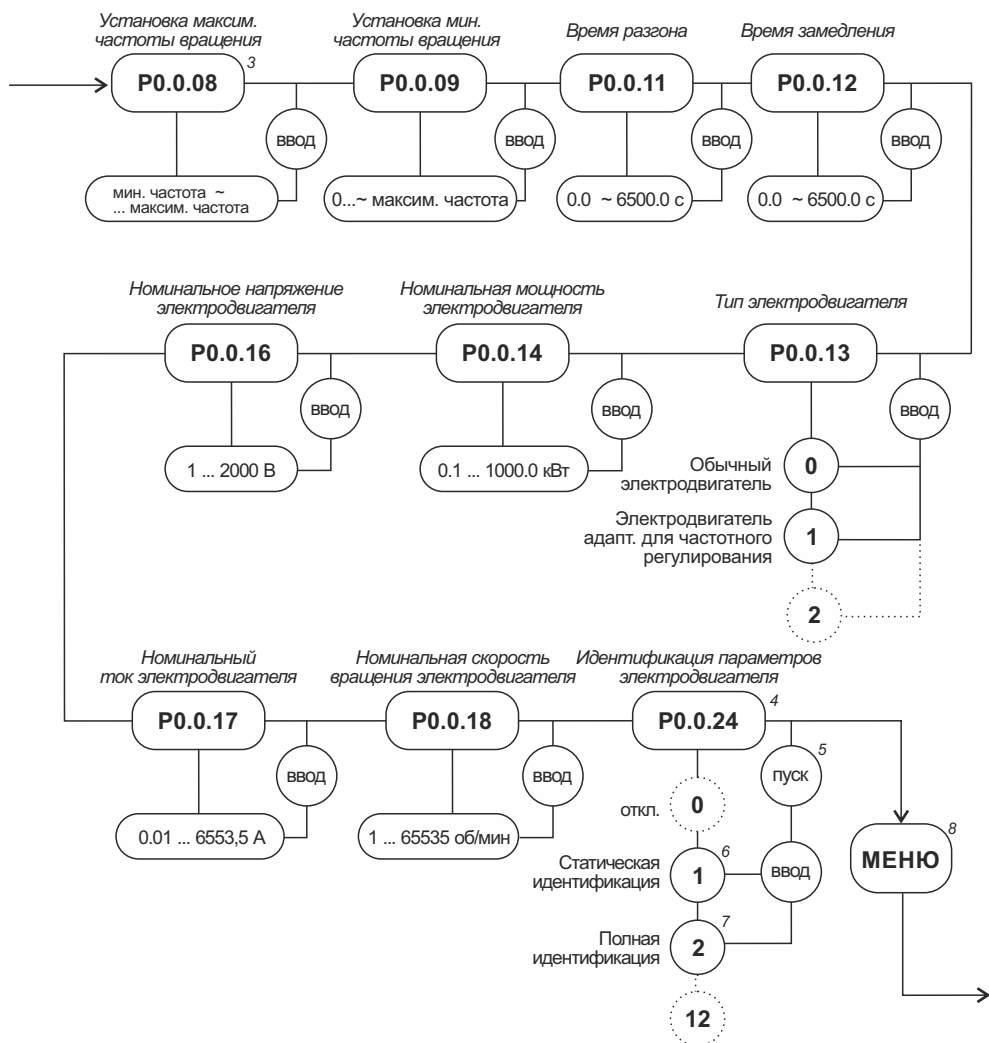 Установка максим.
частоты вращения
Установка мин.
частоты вращения
Время разгона
Время замедления
P0.0.08
3
P0.0.09
P0.0.11
P0.0.12
ввод
ввод
ввод
ввод
мин. частота ~
... максим. частота
0...~ максим. частота
0.0 ~ 6500.0 с
0.0 ~ 6500.0 с
Номинальное напряжение
электродвигателя
Номинальная мощность
электродвигателя
Тип электродвигателя
P0.0.16
P0.0.14
P0.0.13
ввод
ввод
ввод
1 ... 2000 В
0.1 ... 1000.0 кВт
Обычный
электродвигатель
0
Электродвигатель
адапт. для частотного
регулирования
1
2
Номинальный
ток электродвигателя
Номинальная скорость
вращения электродвигателя
Идентификация параметров
электродвигателя
P0.0.17
P0.0.18
P0.0.24
4
ввод
ввод
пуск
5
0.01 ... 6553,5 А
1 ... 65535 об/мин
откл.
0
Статическая
идентификация
1
6
ввод
МЕНЮ
8
Полная
идентификация
2
7
12